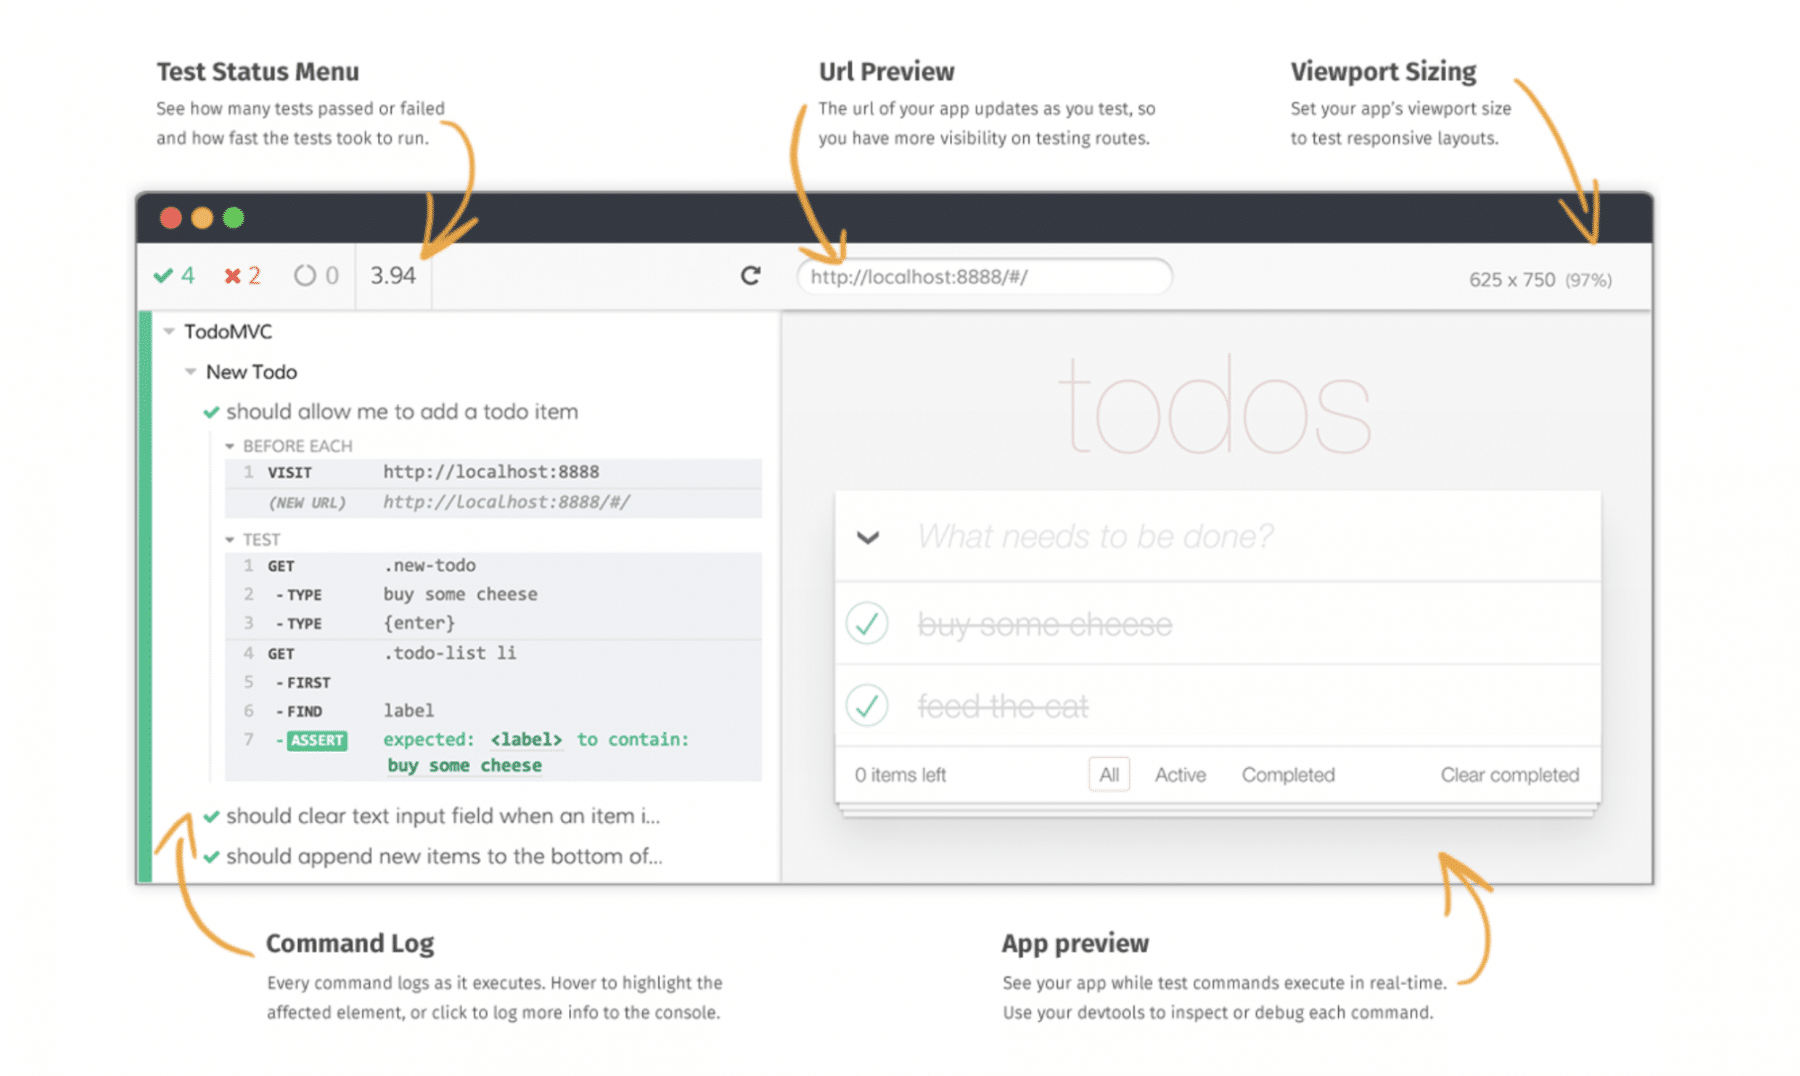 Test Status Menu
See how many tests passed or failed
and how fast the tests took to run.
Url Preview
The url of your app updates as you test, so
you have more visibility on testing routes.
Viewport Sizing
Set your app's viewport size
to test responsive layouts.
4 2 0 3.94
http://localhost:8888/#/
625 x 750 (97%)
TodoMVC
New Todo
should allow me to add a todo item
BEFORE EACH
1 VISIT http://localhost:8888
(NEW URL) http://localhost:8888/#/
TEST
1 GET .new-todo
2 -TYPE buy some cheese
3 -TYPE {enter}
4 GET .todo-list li
5 -FIRST
6 -FIND label
7 -ASSERT expected: <label> to contain:
buy some cheese
should clear text input field when an item i...
should append new items to the bottom of...
todos
What needs to be done?
buy some cheese
feed the cat
0 items left All Active Completed Clear completed
Command Log
Every command logs as it executes. Hover to highlight the
affected element, or click to log more info to the console.
App preview
See your app while test commands execute in real-time.
Use your devtools to inspect or debug each command.